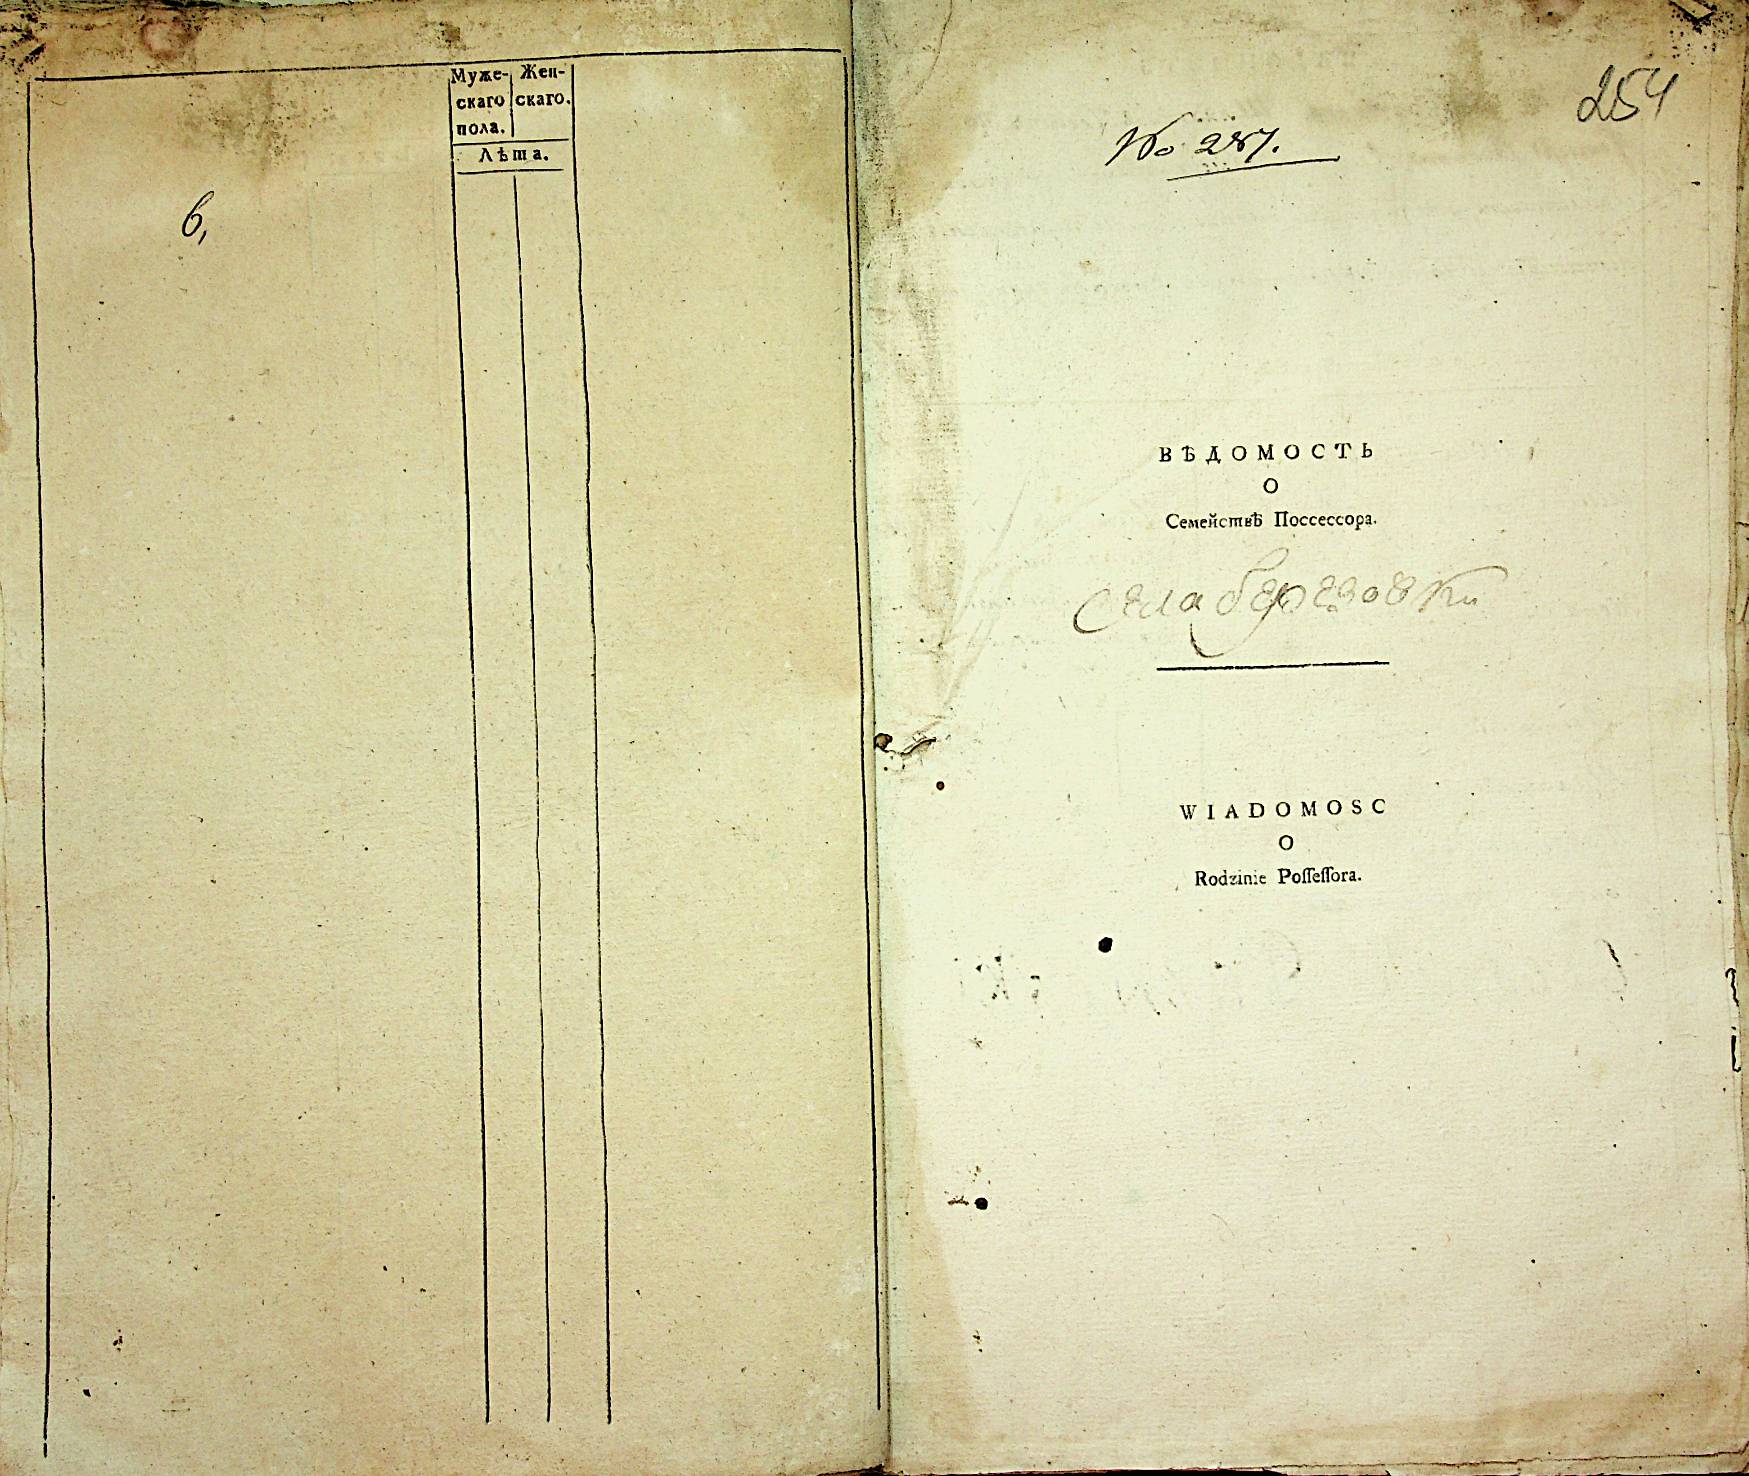 Муже- Жен-
скаго скаго.
пола.
Лѣта.
6,
254
No 287.
ВѢДОМОСТЬ
О
Семействѣ Поссессора.
села березовки
WIADOMOSC
O
Rodzinie Poſſeſſora.